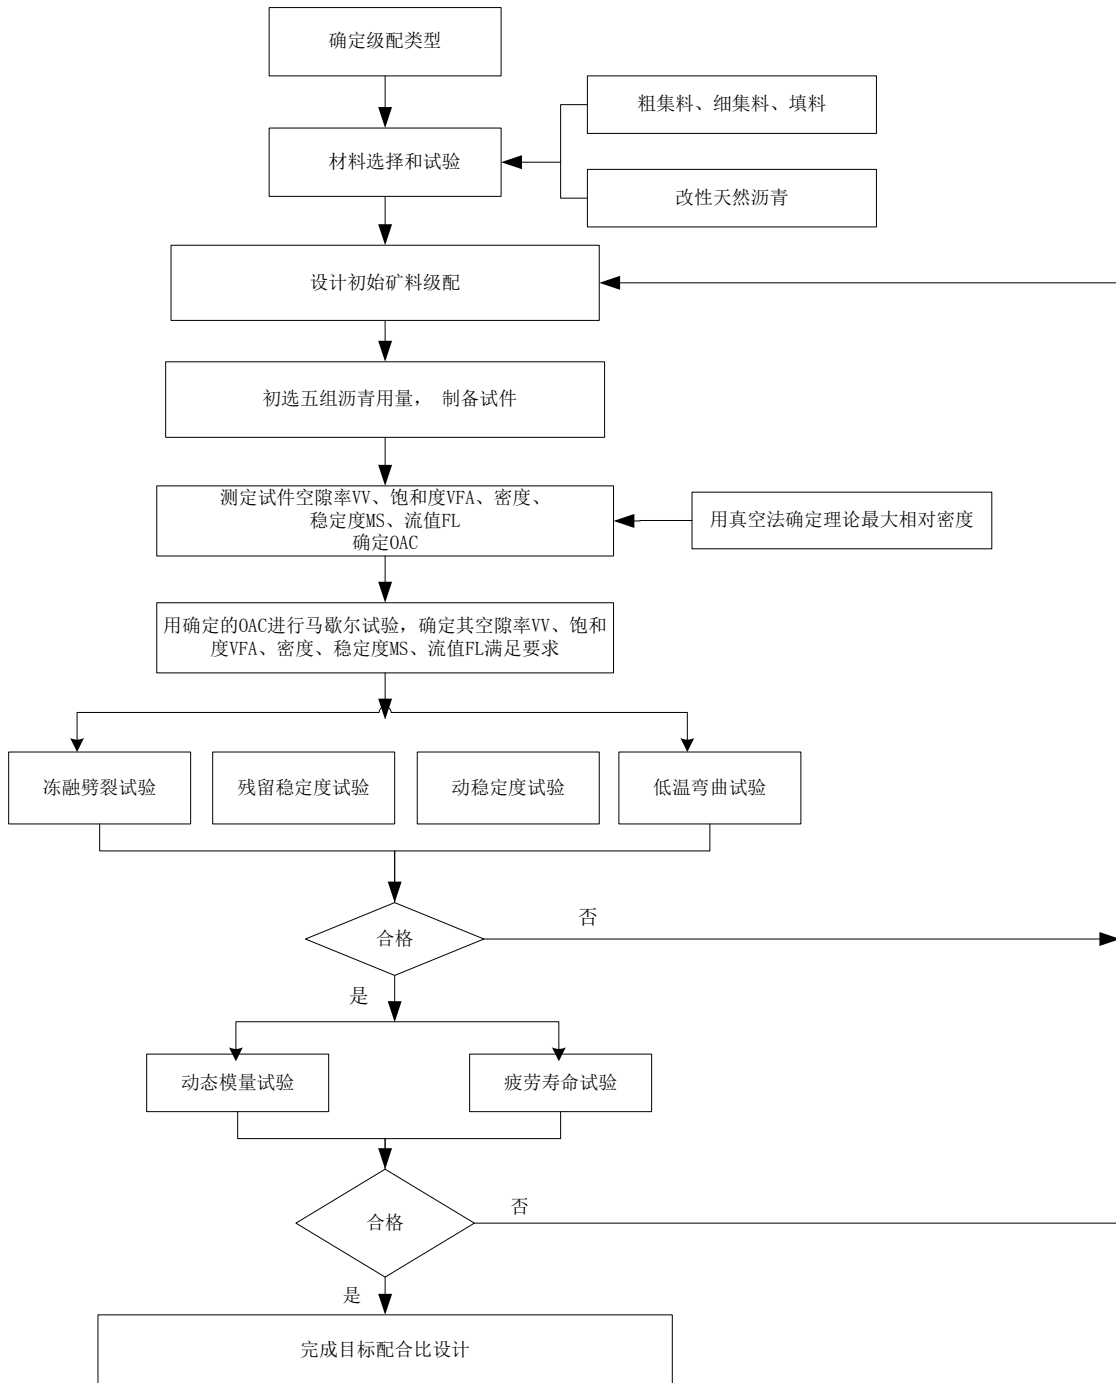 确定级配类型
粗集料、细集料、填料
材料选择和试验
改性天然沥青
设计初始矿料级配
初选五组沥青用量， 制备试件
测定试件空隙率VV、饱和度VFA、密度、
稳定度MS、流值FL
确定OAC
用真空法确定理论最大相对密度
用确定的OAC进行马歇尔试验，确定其空隙率VV、饱和
度VFA、密度、稳定度MS、流值FL满足要求
冻融劈裂试验
残留稳定度试验
动稳定度试验
低温弯曲试验
合格
否
是
动态模量试验
疲劳寿命试验
合格
否
是
完成目标配合比设计